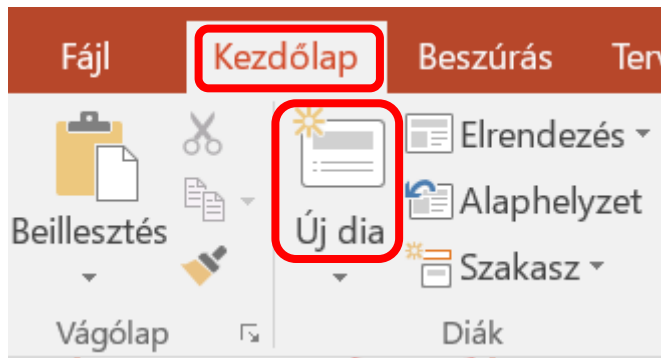 Fájl Kezdőlap Beszúrás
Beillesztés
Új dia
Elrendezés
Alaphelyzet
Szakasz
Vágólap
Diák